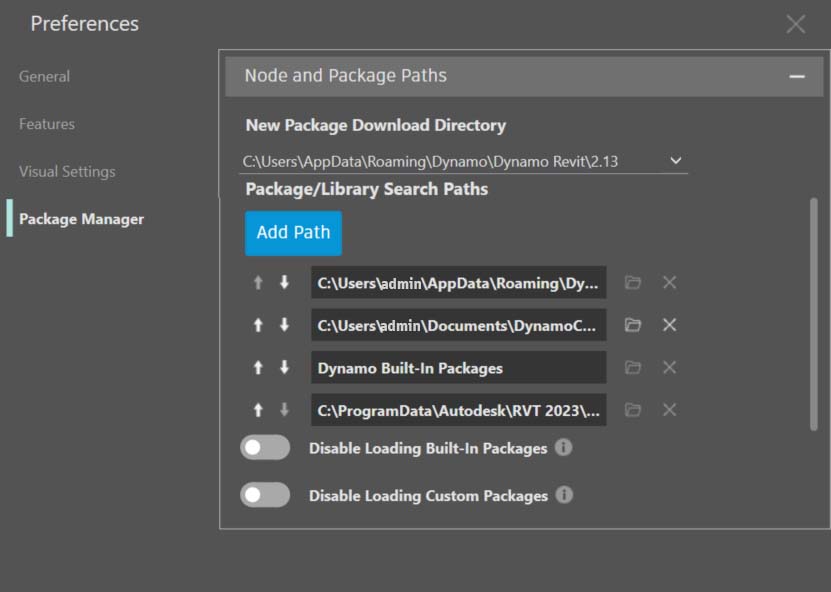 Preferences
General
Features
Visual Settings
Package Manager
Node and Package Paths
New Package Download Directory
C:\Users\AppData\Roaming\Dynamo\Dynamo Revit\2.13
Package/Library Search Paths
Add Path
C:\Users\admin\AppData\Roaming\Dy...
C:\Users\admin\Documents\DynamoC...
Dynamo Built-In Packages
C:\ProgramData\Autodesk\RVT 2023\...
Disable Loading Built-In Packages
Disable Loading Custom Packages